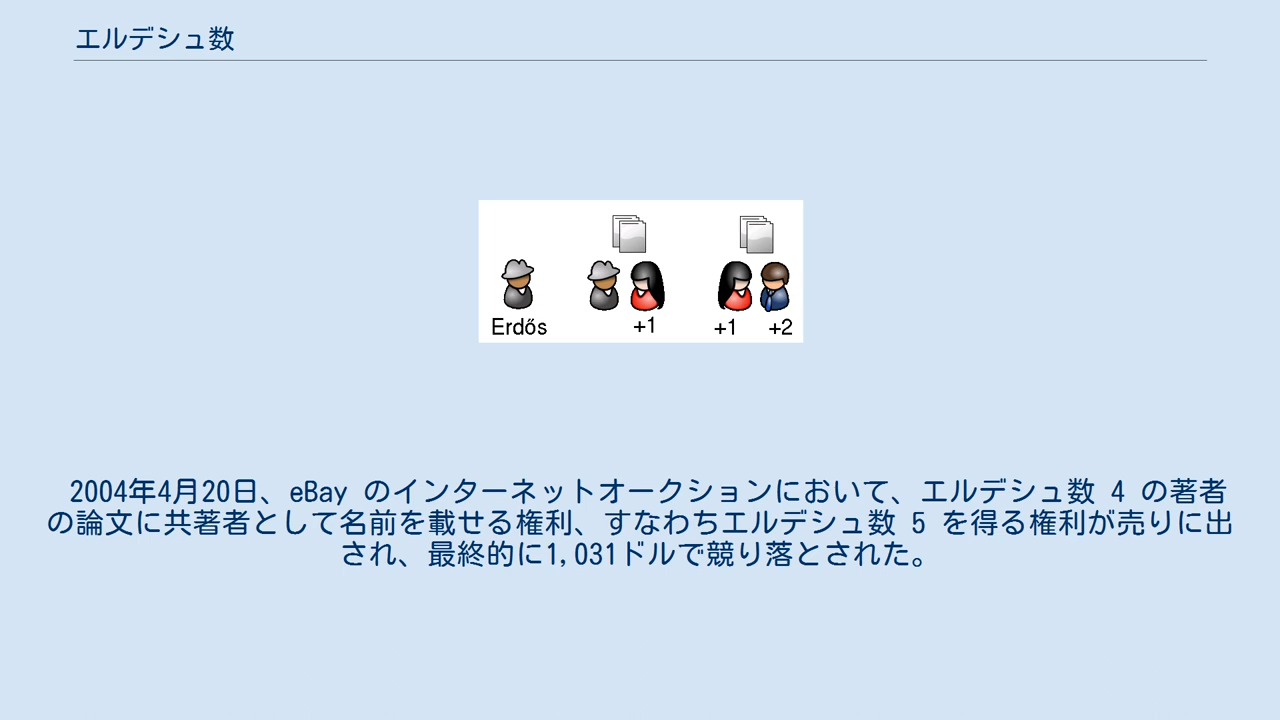 エルデシュ数
Erdős +1 +1 +2
2004年4月20日、eBay のインターネットオークションにおいて、エルデシュ数 4 の著者
の論文に共著者として名前を載せる権利、すなわちエルデシュ数 5 を得る権利が売りに出
され、最終的に1,031ドルで競り落とされた。